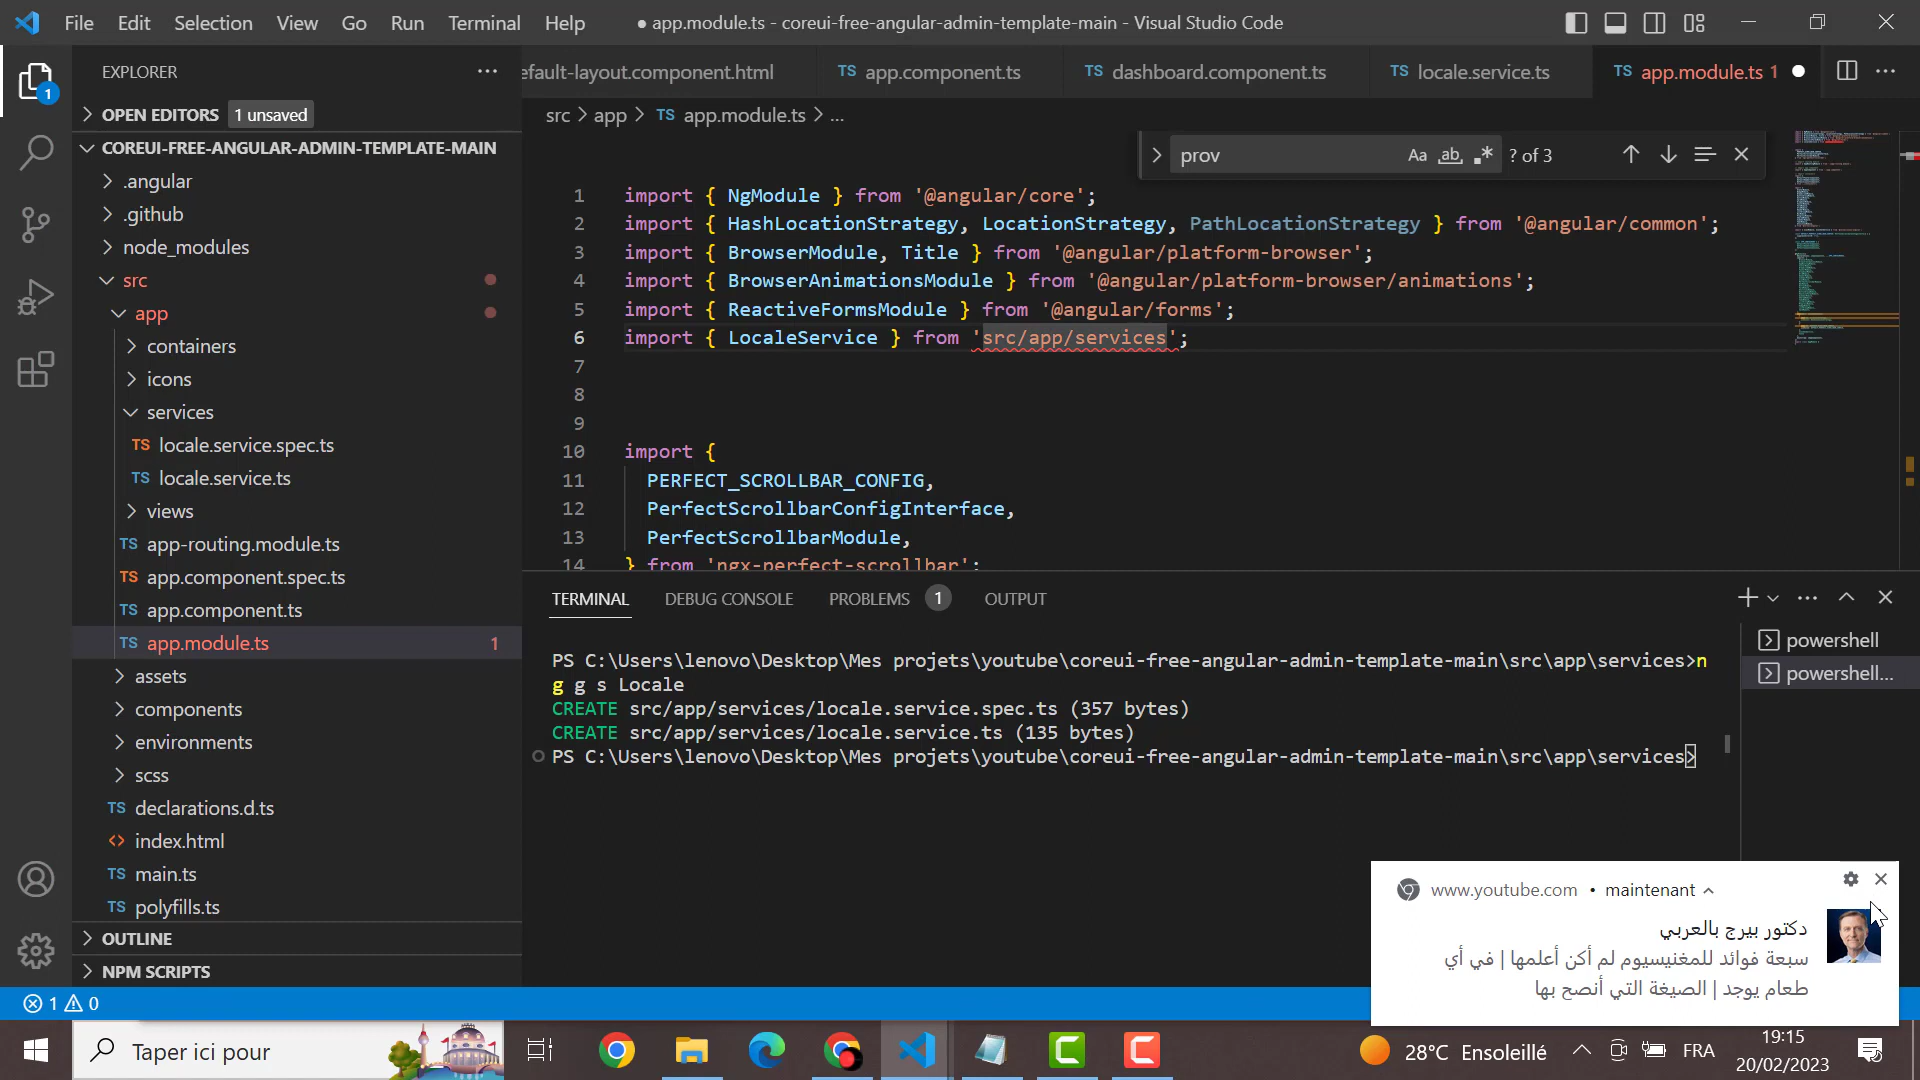 File Edit Selection View Go Run Terminal Help
● app.module.ts - coreui-free-angular-admin-template-main - Visual Studio Code
EXPLORER
OPEN EDITORS 1 unsaved
COREUI-FREE-ANGULAR-ADMIN-TEMPLATE-MAIN
.angular
.github
node_modules
src
app
containers
icons
services
TS locale.service.spec.ts
TS locale.service.ts
views
TS app-routing.module.ts
TS app.component.spec.ts
TS app.component.ts
TS app.module.ts 1
assets
components
environments
scss
TS declarations.d.ts
<> index.html
TS main.ts
TS polyfills.ts
OUTLINE
NPM SCRIPTS
1
efault-layout.component.html TS app.component.ts TS dashboard.component.ts TS locale.service.ts TS app.module.ts 1 ●
src > app > TS app.module.ts > ...
prov Aa ab .* ? of 3
1 import { NgModule } from '@angular/core';
2 import { HashLocationStrategy, LocationStrategy, PathLocationStrategy } from '@angular/common';
3 import { BrowserModule, Title } from '@angular/platform-browser';
4 import { BrowserAnimationsModule } from '@angular/platform-browser/animations';
5 import { ReactiveFormsModule } from '@angular/forms';
6 import { LocaleService } from 'src/app/services';
7
8
9
10 import {
11 PERFECT_SCROLLBAR_CONFIG,
12 PerfectScrollbarConfigInterface,
13 PerfectScrollbarModule,
14 } from 'ngx-perfect-scrollbar';
TERMINAL DEBUG CONSOLE PROBLEMS 1 OUTPUT
PS C:\Users\lenovo\Desktop\Mes projets\youtube\coreui-free-angular-admin-template-main\src\app\services>n
g g s Locale
CREATE src/app/services/locale.service.spec.ts (357 bytes)
CREATE src/app/services/locale.service.ts (135 bytes)
PS C:\Users\lenovo\Desktop\Mes projets\youtube\coreui-free-angular-admin-template-main\src\app\services>
powershell
powershell...
www.youtube.com • maintenant
دكتور بيرج بالعربي
سبعة فوائد للمغنيسيوم لم أكن أعلمها | في أي
طعام يوجد | الصيغة التي أنصح بها
1 0
Taper ici pour
28°C Ensoleillé
FRA
19:15
20/02/2023